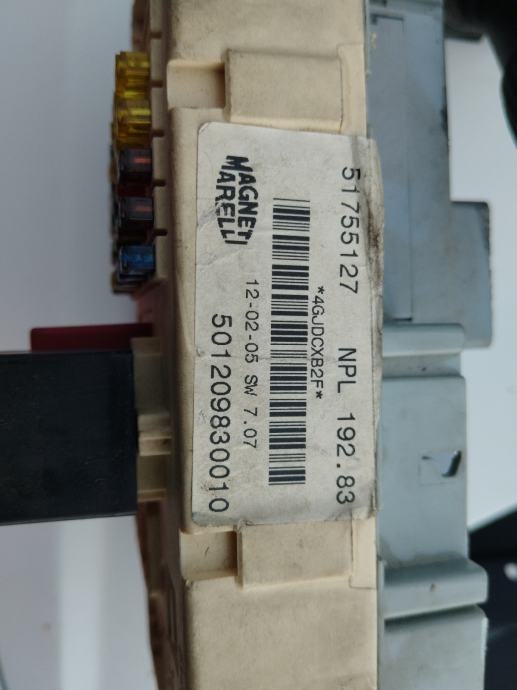 51755127 NPL 192.83
*4GJDCXB2F*
MAGNETI
MARELLI
12-02-05 SW 7.07
501209830010